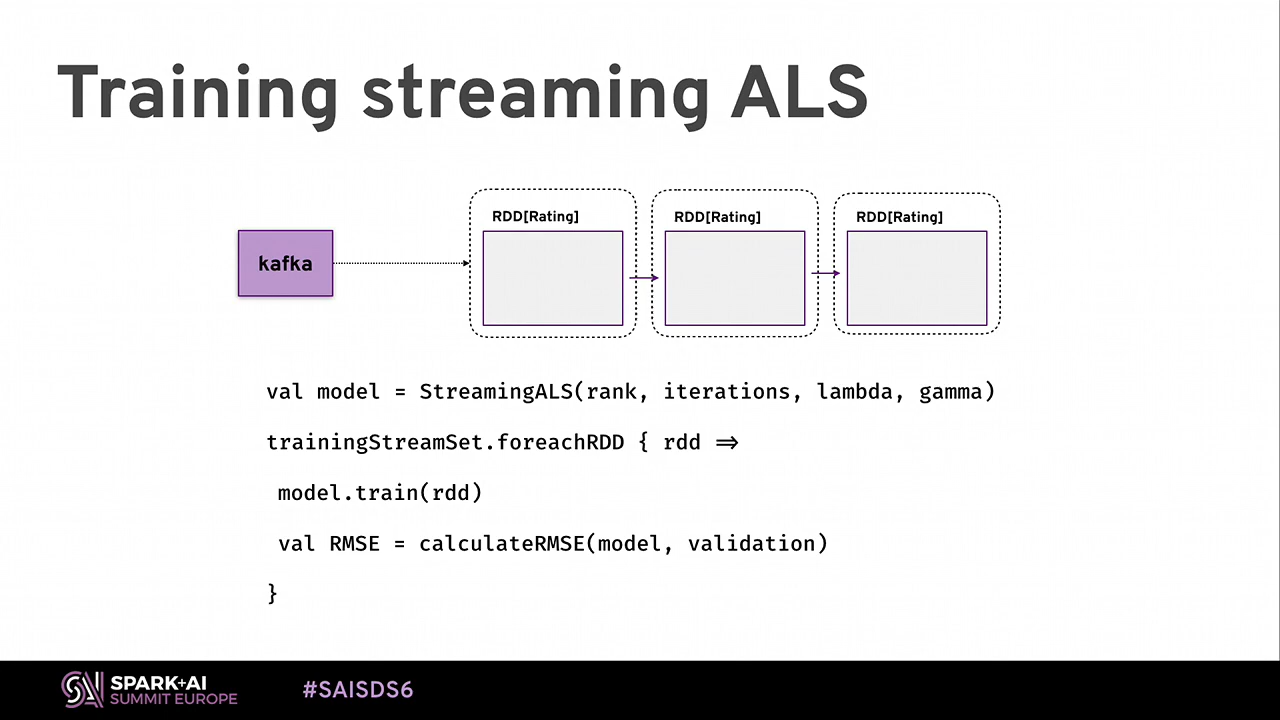 Training streaming ALS
kafka
RDD[Rating]
RDD[Rating]
RDD[Rating]
val model = StreamingALS(rank, iterations, lambda, gamma)
trainingStreamSet.foreachRDD { rdd ⇒
model.train(rdd)
val RMSE = calculateRMSE(model, validation)
}
SPARK+AI
SUMMIT EUROPE
#SAISDS6